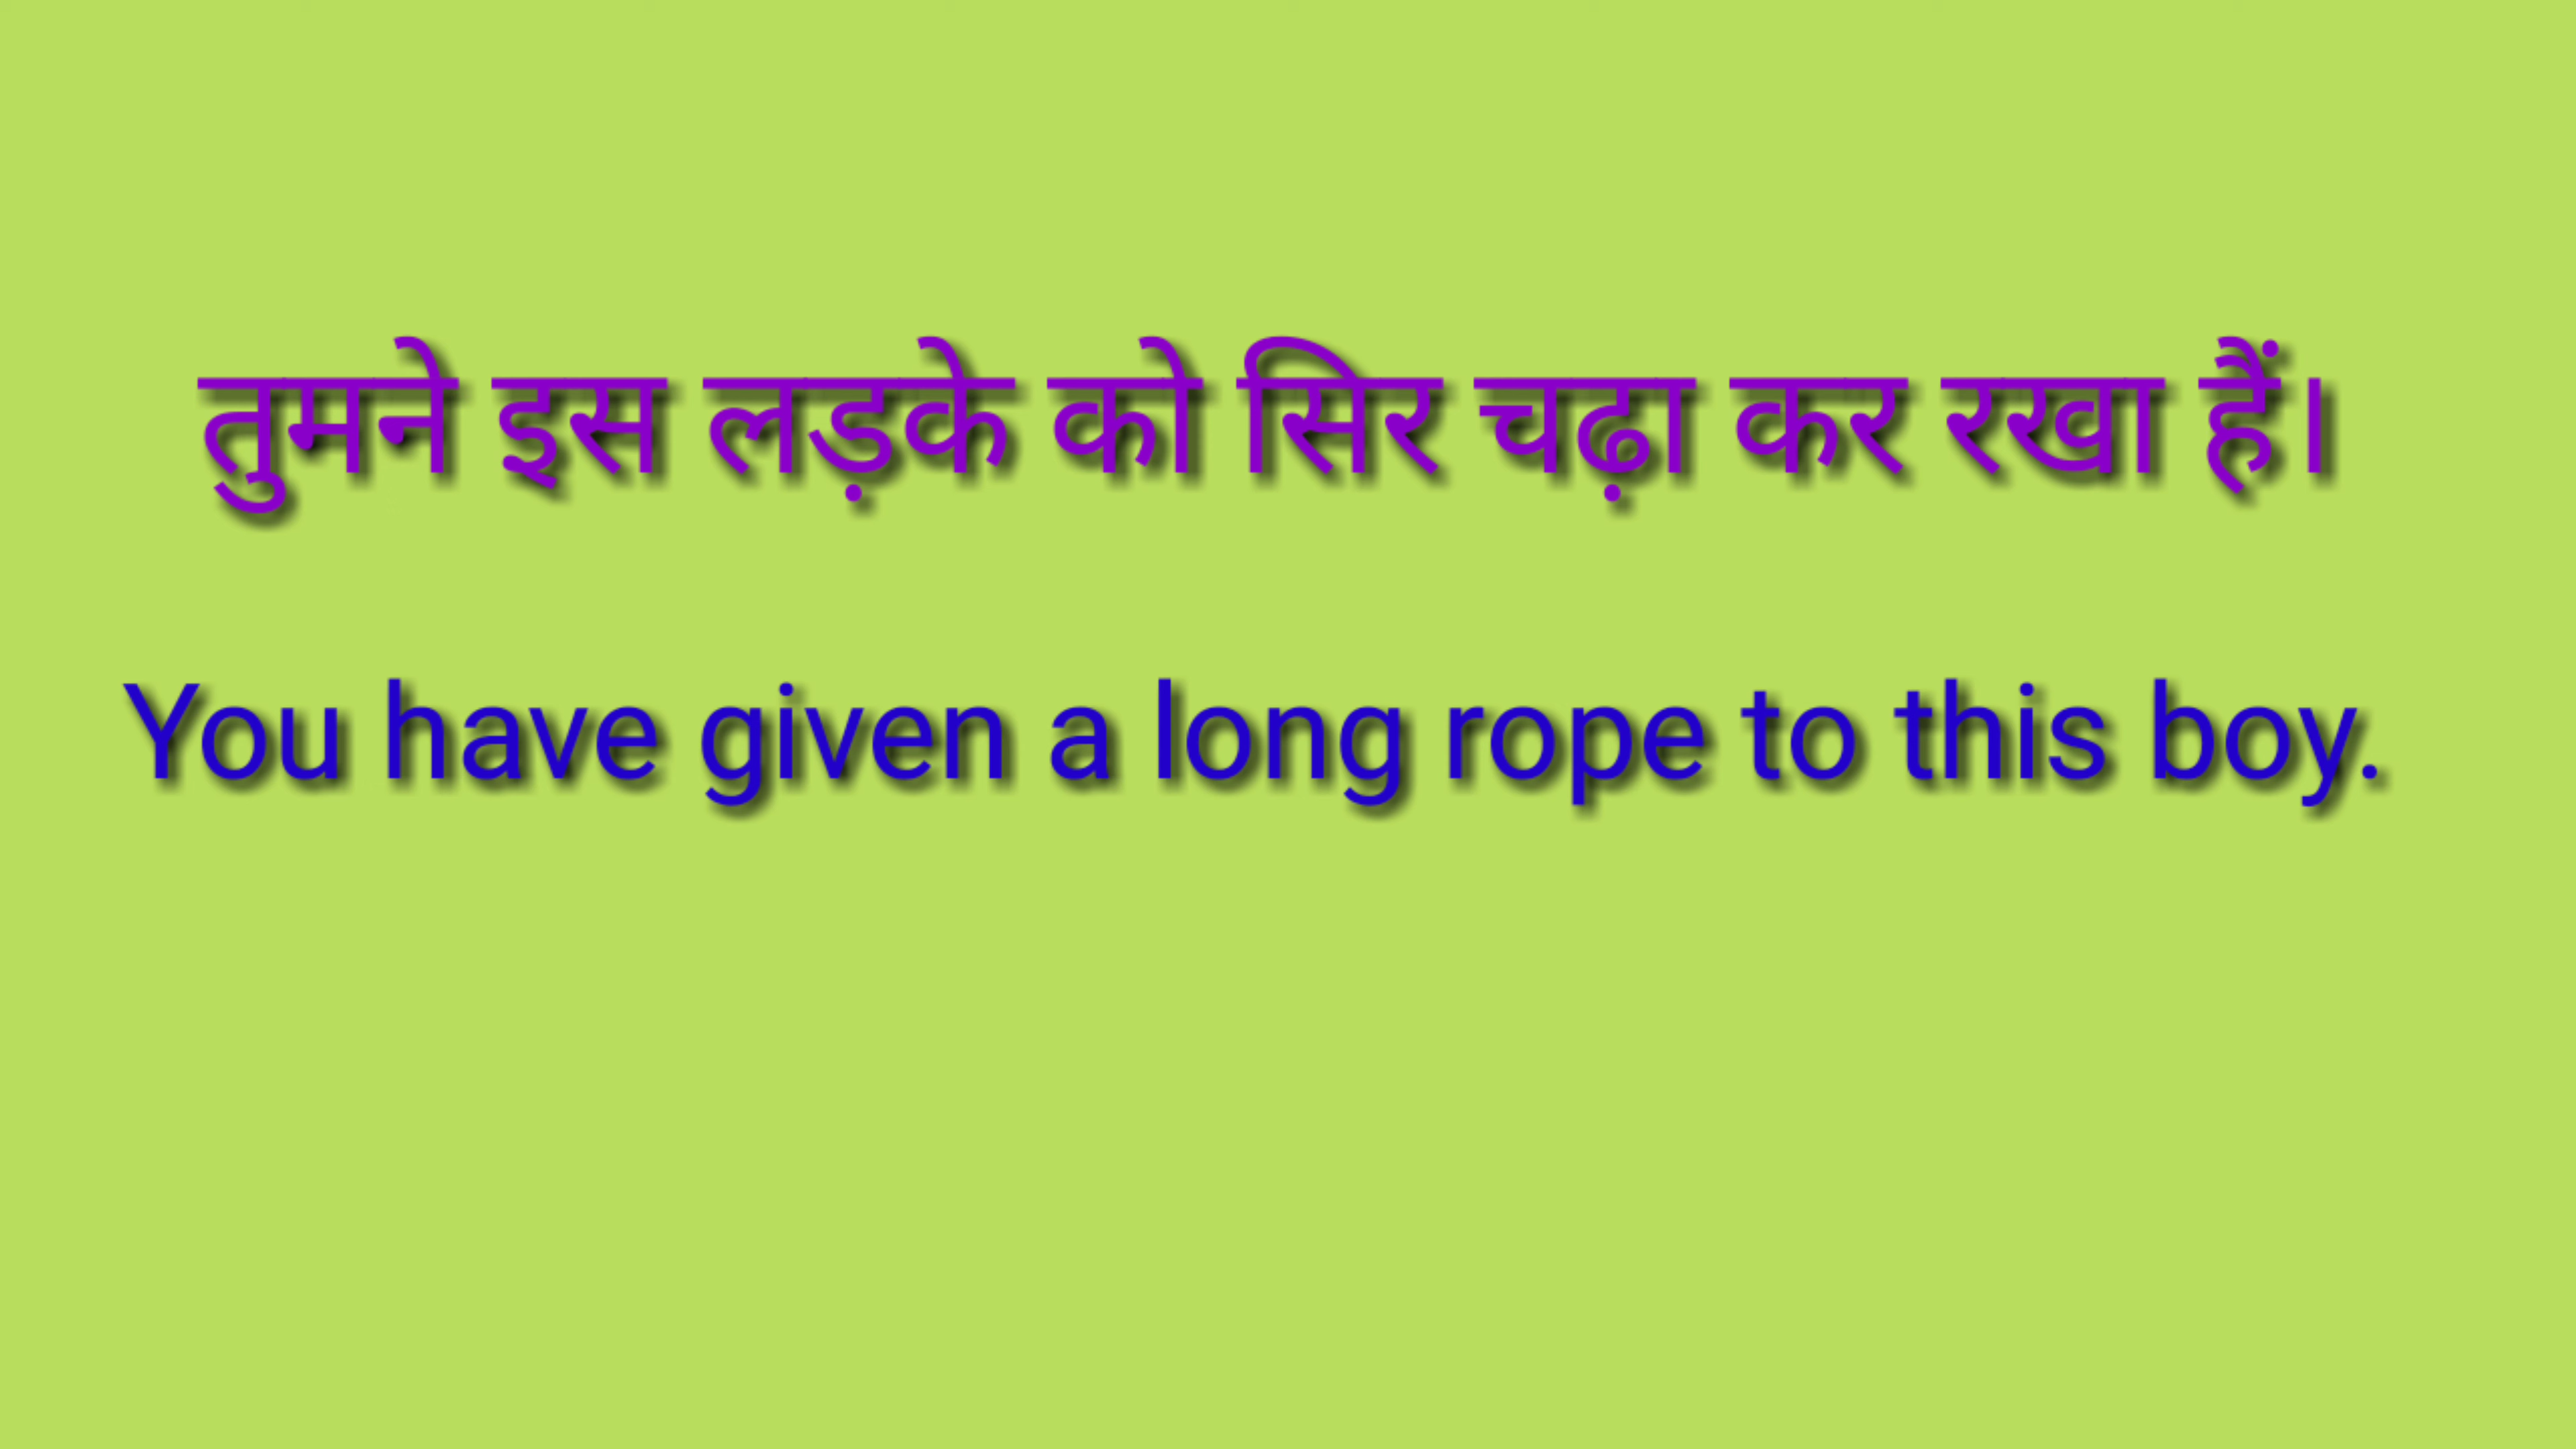 तुमने इस लड़के को सिर चढ़ा कर रखा हैं।
You have given a long rope to this boy.